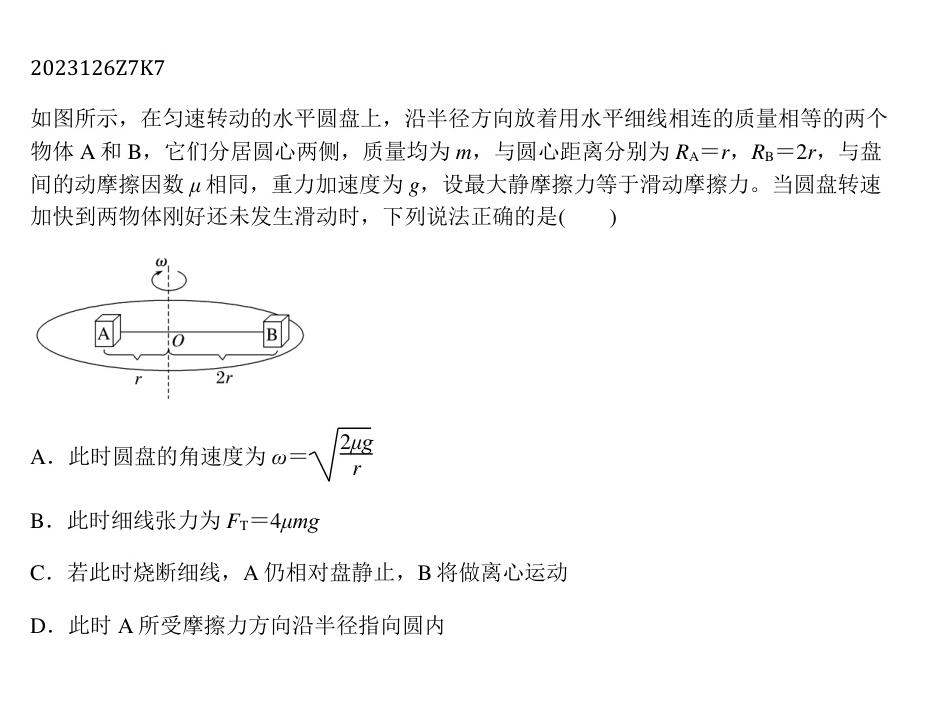 2023126Z7K7
如图所示，在匀速转动的水平圆盘上，沿半径方向放着用水平细线相连的质量相等的两个
物体 A 和 B，它们分居圆心两侧，质量均为 m，与圆心距离分别为 R_A＝r，R_B＝2r，与盘
间的动摩擦因数 μ 相同，重力加速度为 g，设最大静摩擦力等于滑动摩擦力。当圆盘转速
加快到两物体刚好还未发生滑动时，下列说法正确的是(　　)
ω
A
O
B
r
2r
A．此时圆盘的角速度为 ω＝√(2μg/r)
B．此时细线张力为 F_T＝4μmg
C．若此时烧断细线，A 仍相对盘静止，B 将做离心运动
D．此时 A 所受摩擦力方向沿半径指向圆内